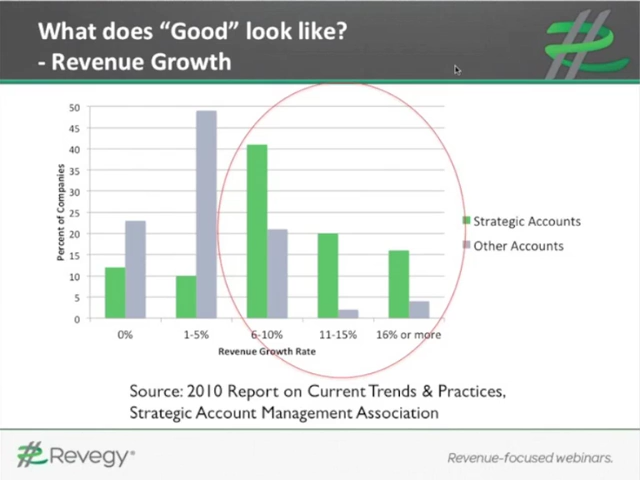 What does “Good” look like?
- Revenue Growth
50
45
40
35
30
25
20
15
10
5
0
Percent of Companies
0%
1-5%
6-10%
11-15%
16% or more
Revenue Growth Rate
Strategic Accounts
Other Accounts
Source: 2010 Report on Current Trends & Practices,
Strategic Account Management Association
Revegy®
Revenue-focused webinars.